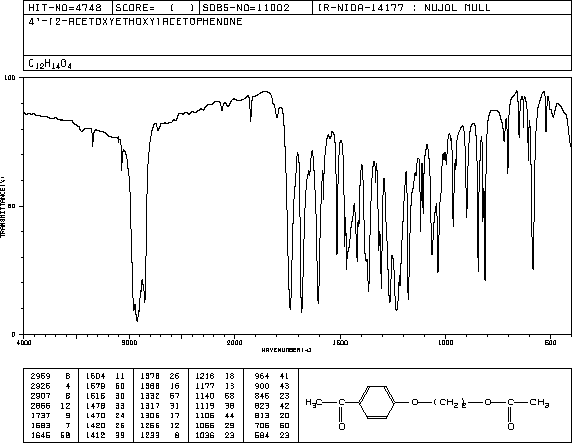 HIT-NO=4748 SCORE= ( ) SDBS-NO=11002 IR-NIDA-14177 : NUJOL MULL
4'-(2-ACETOXYETHOXY)ACETOPHENONE
C12H14O4
100
50
0
TRANSMITTANCE(%)
4000 3000 2000 1500 1000 500
WAVENUMBER(-1)
2959 8 1604 11 1378 26 1216 18 964 41
2925 4 1579 60 1368 16 1177 13 900 43
2907 8 1516 30 1332 67 1140 68 846 23
2866 12 1478 33 1317 31 1119 38 823 42
1737 9 1470 24 1306 17 1106 44 813 20
1683 7 1420 26 1266 12 1066 29 706 60
1646 68 1412 39 1233 8 1036 23 584 23
H3C O O (CH2)2 O O CH3